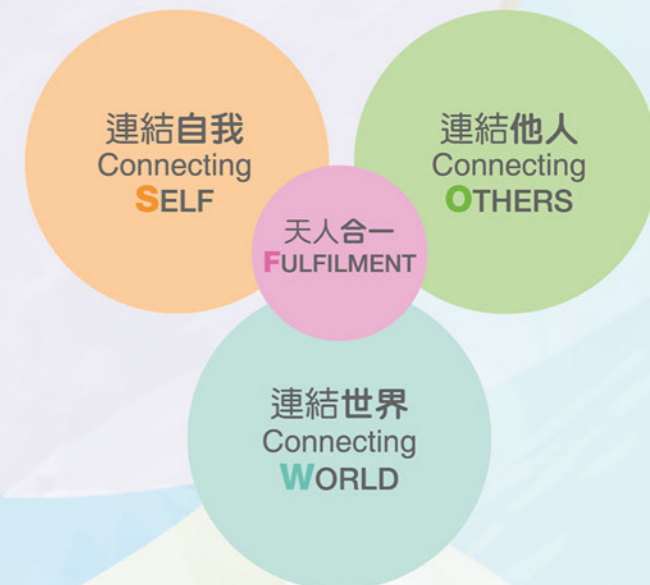 連結自我
Connecting
SELF
連結他人
Connecting
OTHERS
天人合一
FULFILMENT
連結世界
Connecting
WORLD